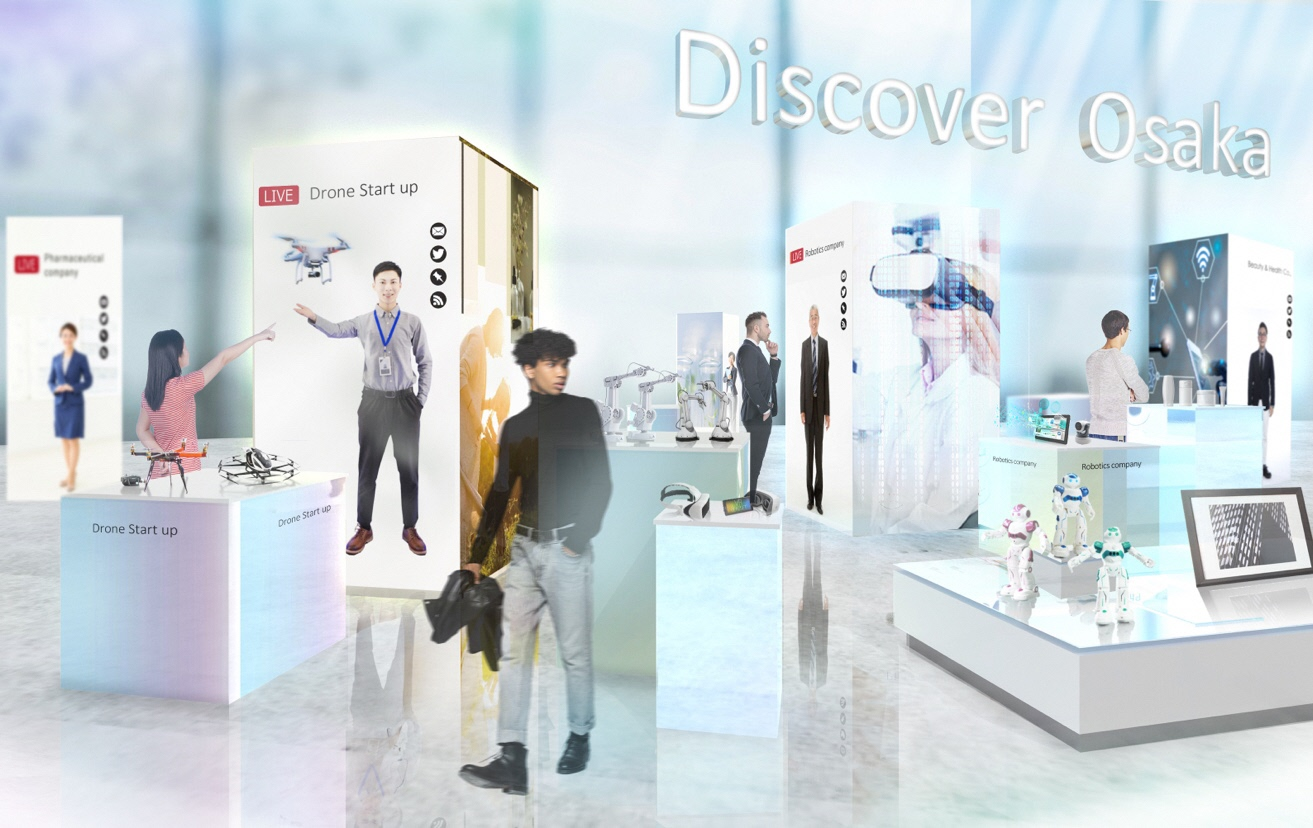 Discover Osaka
LIVE Drone Start up
LIVE Pharmaceutical
company
LIVE Robotics company
Beauty & Health Co.,
Drone Start up
Drone Start up
Robotics company
Robotics company